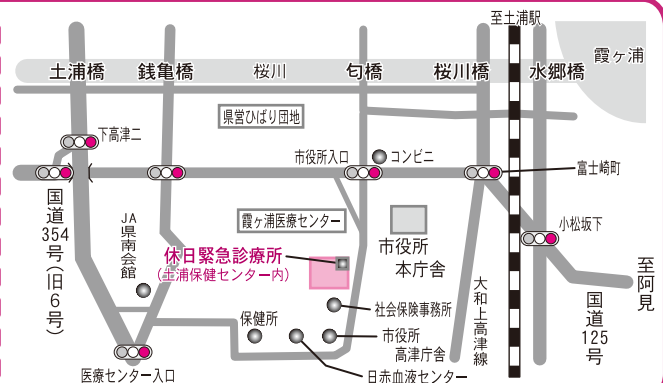 至土浦駅
霞ヶ浦
土浦橋
銭亀橋
桜川
匂橋
桜川橋
水郷橋
県営ひばり団地
下高津二
市役所入口
コンビニ
富士崎町
国道354号(旧6号)
JA県南会館
霞ヶ浦医療センター
市役所
本庁舎
小松坂下
休日緊急診療所
(土浦保健センター内)
至阿見
大和上高津線
国道125号
社会保険事務所
保健所
市役所
高津庁舎
医療センター入口
日赤血液センター